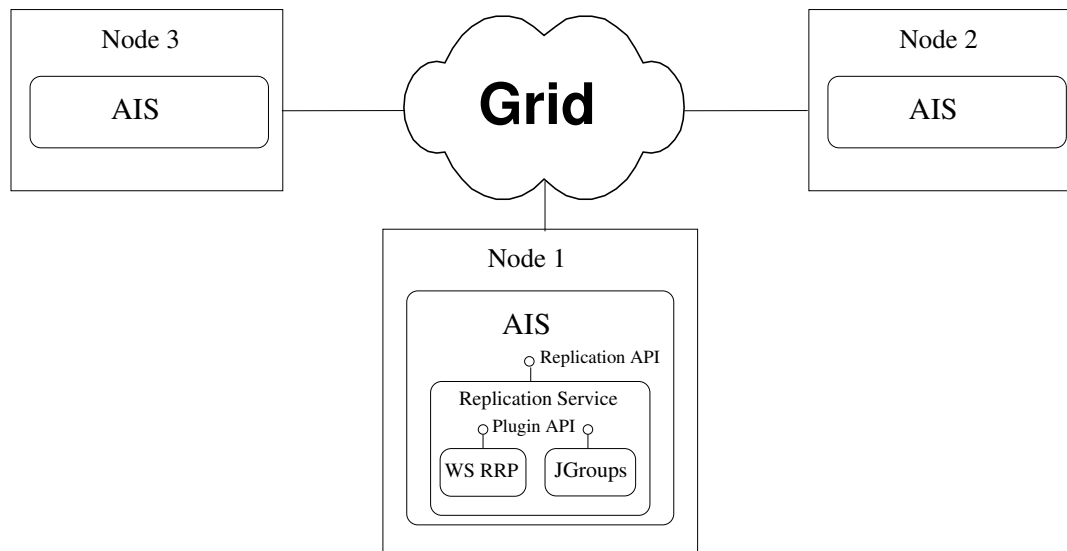 Node 3
AIS
Grid
Node 2
AIS
Node 1
AIS
Replication API
Replication Service
Plugin API
WS RRP
JGroups